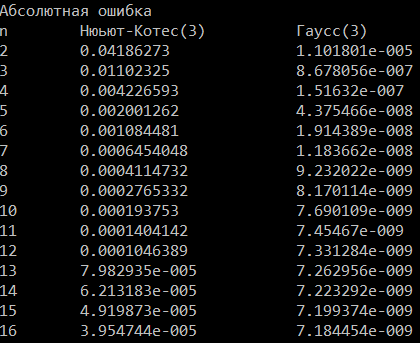 Абсолютная ошибка
n Нюьют-Котес(3) Гаусс(3)
2 0.04186273 1.101801e-005
3 0.01102325 8.678056e-007
4 0.004226593 1.51632e-007
5 0.002001262 4.375466e-008
6 0.001084481 1.914389e-008
7 0.0006454048 1.183662e-008
8 0.0004114732 9.232022e-009
9 0.0002765332 8.170114e-009
10 0.000193753 7.690109e-009
11 0.0001404142 7.45467e-009
12 0.0001046389 7.331284e-009
13 7.982935e-005 7.262956e-009
14 6.213183e-005 7.223292e-009
15 4.919873e-005 7.199374e-009
16 3.954744e-005 7.184454e-009